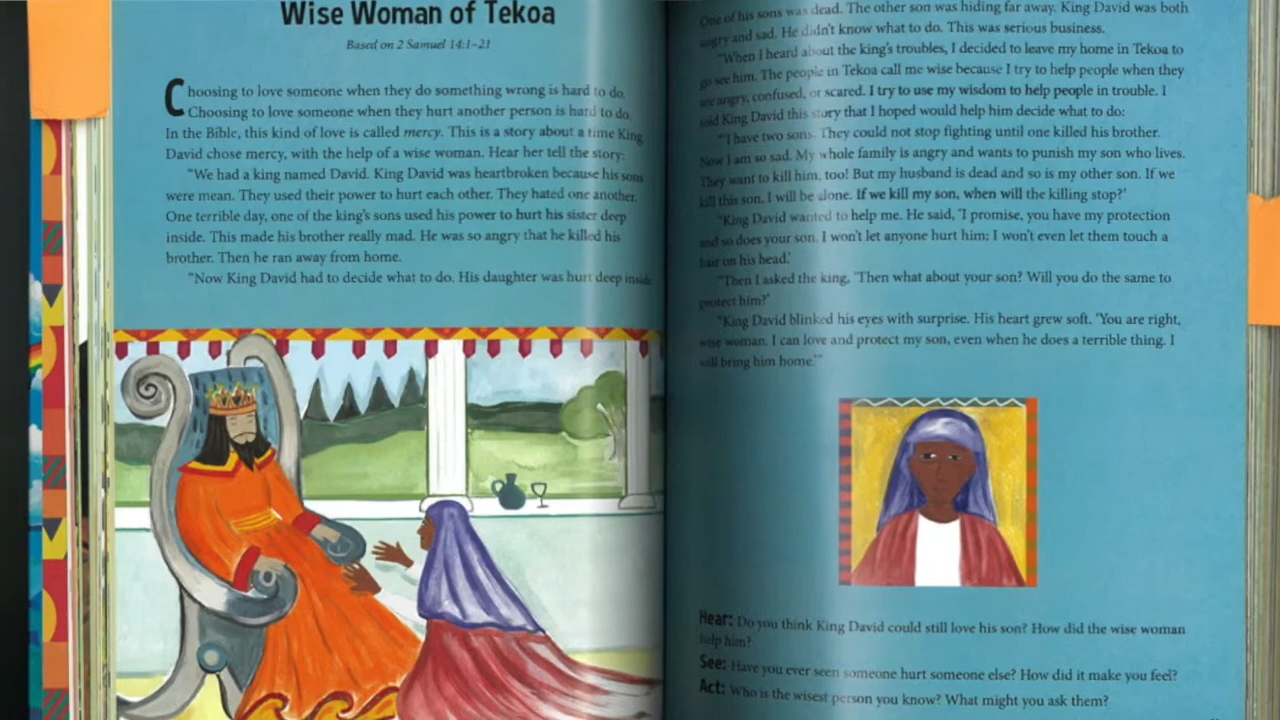 Wise Woman of Tekoa
Based on 2 Samuel 14:1–21
Choosing to love someone when they do something wrong is hard to do.
Choosing to love someone when they hurt another person is hard to do.
In the Bible, this kind of love is called mercy. This is a story about a time King
David chose mercy, with the help of a wise woman. Hear her tell the story:
"We had a king named David. King David was heartbroken because his sons
were mean. They used their power to hurt each other. They hated one another.
One terrible day, one of the king's sons used his power to hurt his sister deep
inside. This made his brother really mad. He was so angry that he killed his
brother. Then he ran away from home.
"Now King David had to decide what to do. His daughter was hurt deep inside.
One of his sons was dead. The other son was hiding far away. King David was both
angry and sad. He didn't know what to do. This was serious business.
"When I heard about the king's troubles, I decided to leave my home in Tekoa to
go see him. The people in Tekoa call me wise because I try to help people when they
are angry, confused, or scared. I try to use my wisdom to help people in trouble. I
told King David this story that I hoped would help him decide what to do:
"'I have two sons. They could not stop fighting until one killed his brother.
Now I am so sad. My whole family is angry and wants to punish my son who lives.
They want to kill him, too! But my husband is dead and so is my other son. If we
kill this son, I will be alone. If we kill my son, when will the killing stop?'
"King David wanted to help me. He said, 'I promise, you have my protection
and so does your son. I won't let anyone hurt him; I won't even let them touch a
hair on his head.'
"Then I asked the king, 'Then what about your son? Will you do the same to
protect him?'
"King David blinked his eyes with surprise. His heart grew soft. 'You are right,
wise woman. I can love and protect my son, even when he does a terrible thing. I
will bring him home.'"
Hear: Do you think King David could still love his son? How did the wise woman
help him?
See: Have you ever seen someone hurt someone else? How did it make you feel?
Act: Who is the wisest person you know? What might you ask them?